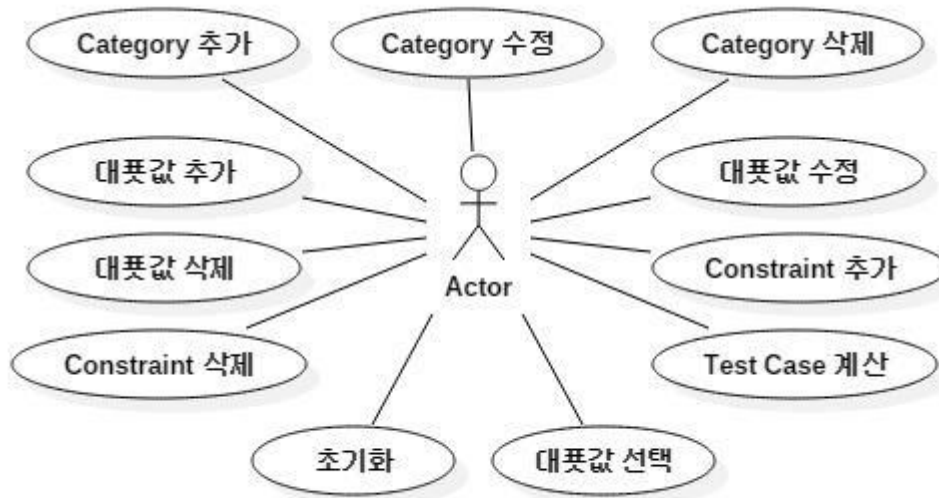 Category 추가
Category 수정
Category 삭제
대푯값 추가
대푯값 수정
대푯값 삭제
Constraint 추가
Actor
Constraint 삭제
Test Case 계산
초기화
대푯값 선택